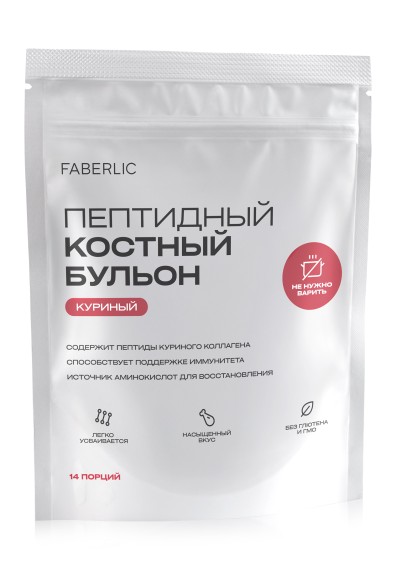 FABERLIC
ПЕПТИДНЫЙ
КОСТНЫЙ
БУЛЬОН
КУРИНЫЙ
НЕ НУЖНО
ВАРИТЬ
СОДЕРЖИТ ПЕПТИДЫ КУРИНОГО КОЛЛАГЕНА
СПОСОБСТВУЕТ ПОДДЕРЖКЕ ИММУНИТЕТА
ИСТОЧНИК АМИНОКИСЛОТ ДЛЯ ВОССТАНОВЛЕНИЯ
ЛЕГКО
УСВАИВАЕТСЯ
НАСЫЩЕННЫЙ
ВКУС
БЕЗ ГЛЮТЕНА
И ГМО
14 ПОРЦИЙ